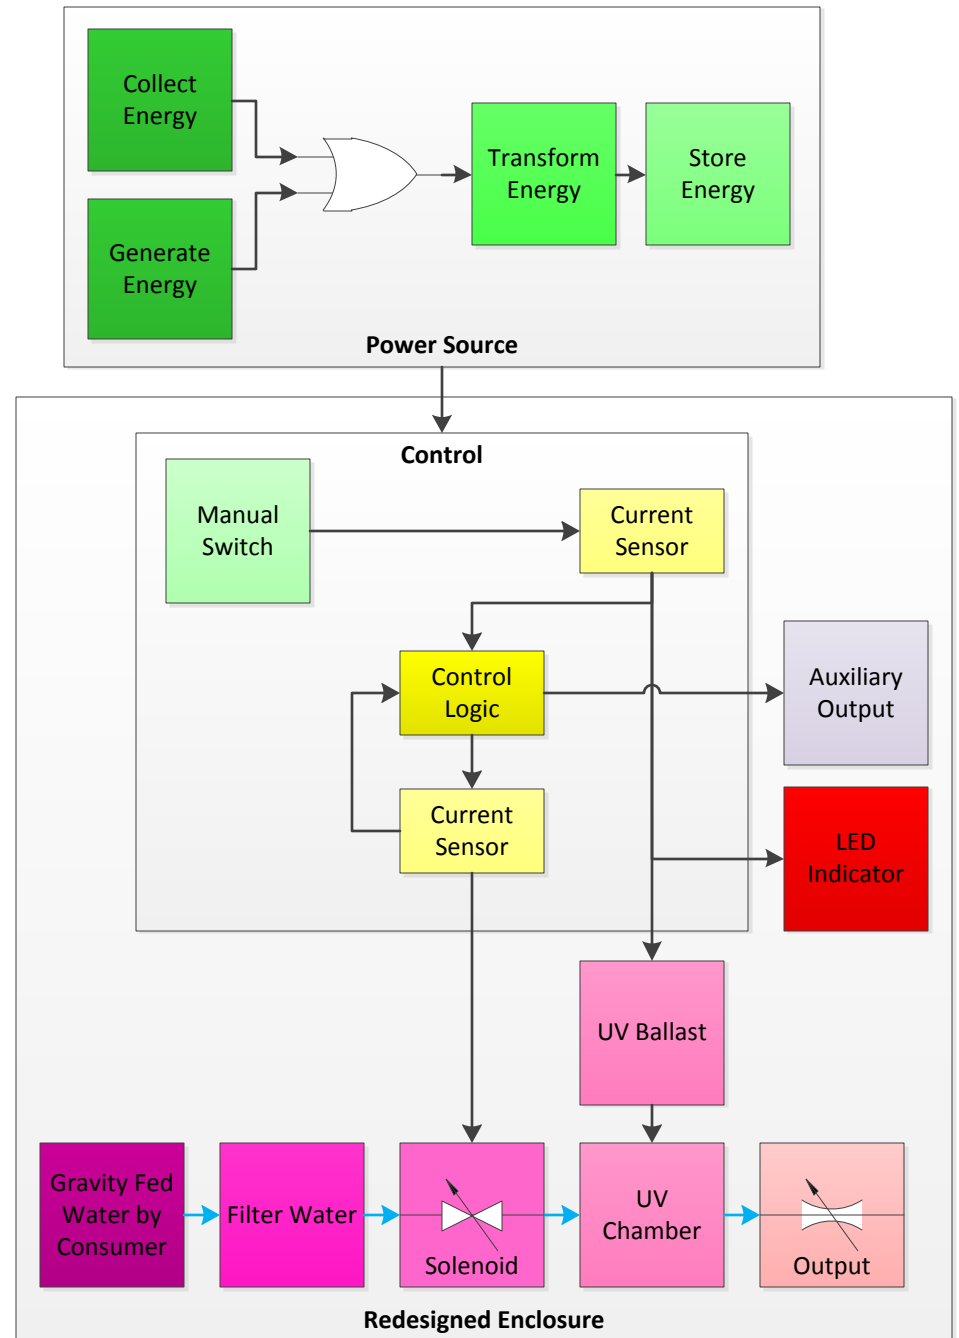 Collect
Energy
Generate
Energy
Transform
Energy
Store
Energy
Power Source
Control
Manual
Switch
Current
Sensor
Control
Logic
Auxiliary
Output
Current
Sensor
LED
Indicator
UV Ballast
Gravity Fed
Water by
Consumer
Filter Water
Solenoid
UV
Chamber
Output
Redesigned Enclosure